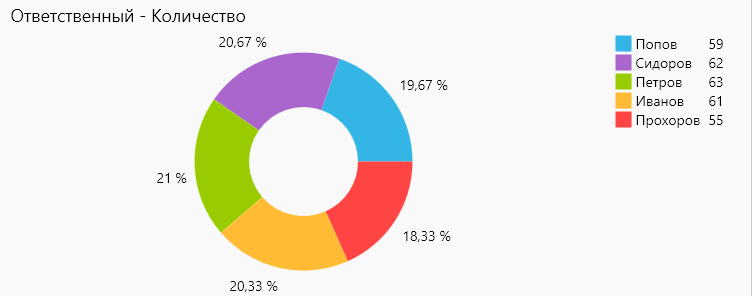 Ответственный - Количество
20,67 %
19,67 %
21 %
18,33 %
20,33 %
Попов 59
Сидоров 62
Петров 63
Иванов 61
Прохоров 55